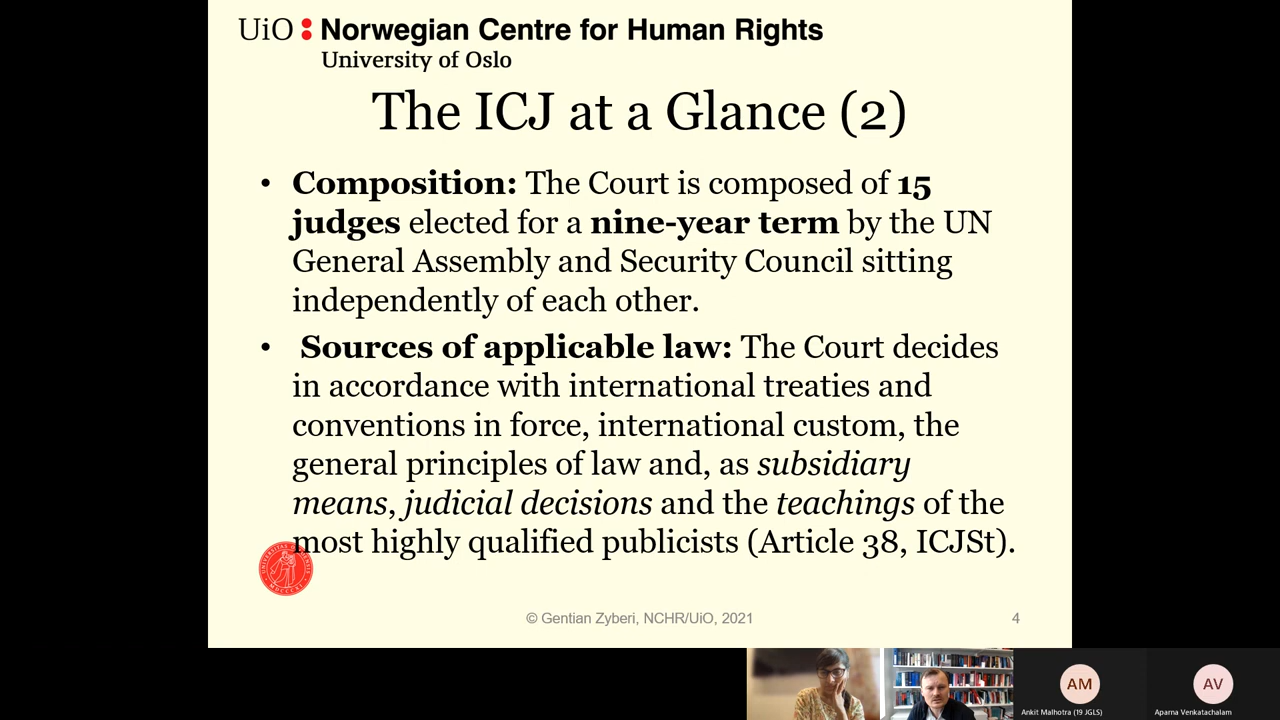 UiO : Norwegian Centre for Human Rights
University of Oslo
The ICJ at a Glance (2)
• Composition: The Court is composed of 15
judges elected for a nine-year term by the UN
General Assembly and Security Council sitting
independently of each other.
• Sources of applicable law: The Court decides
in accordance with international treaties and
conventions in force, international custom, the
general principles of law and, as subsidiary
means, judicial decisions and the teachings of the
most highly qualified publicists (Article 38, ICJSt).
© Gentian Zyberi, NCHR/UiO, 2021
4
AM
AV
Ankit Malhotra (19 JGLS)
Aparna Venkatachalam